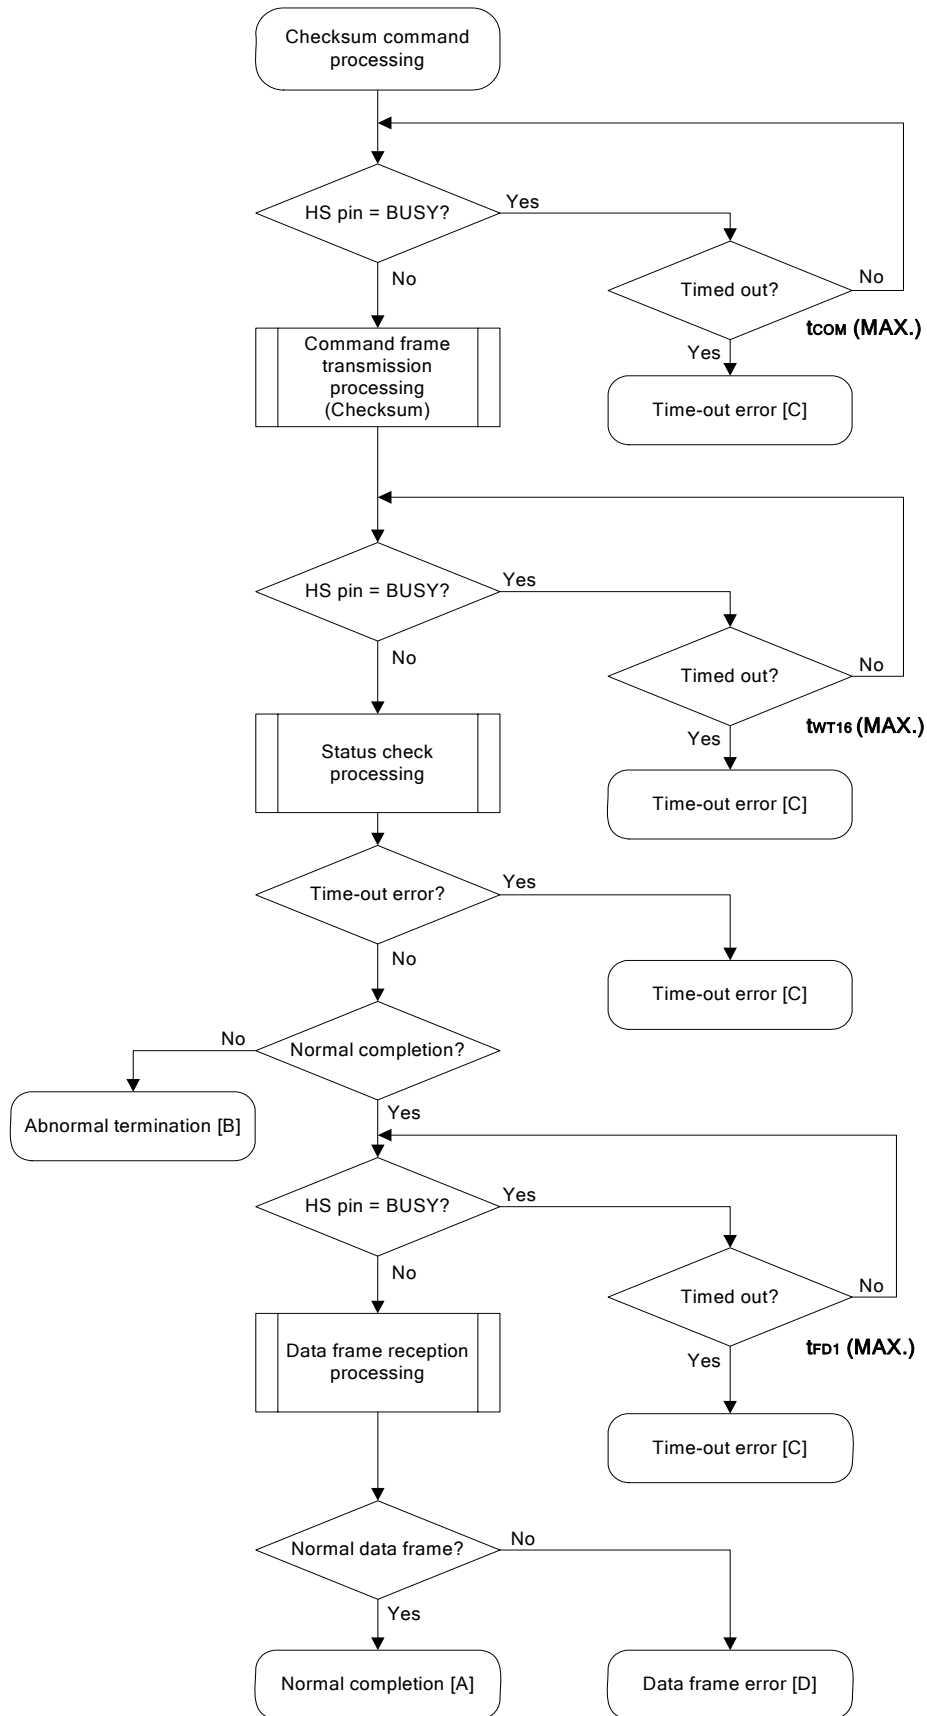 Checksum command
processing
HS pin = BUSY?
Yes
No
Timed out?
No
tCOM (MAX.)
Yes
Time-out error [C]
Command frame
transmission
processing
(Checksum)
HS pin = BUSY?
Yes
No
Timed out?
No
tWT16 (MAX.)
Yes
Time-out error [C]
Status check
processing
Time-out error?
Yes
No
Time-out error [C]
Normal completion?
No
Yes
Abnormal termination [B]
HS pin = BUSY?
Yes
No
Timed out?
No
tFD1 (MAX.)
Yes
Time-out error [C]
Data frame reception
processing
Normal data frame?
No
Yes
Normal completion [A]
Data frame error [D]